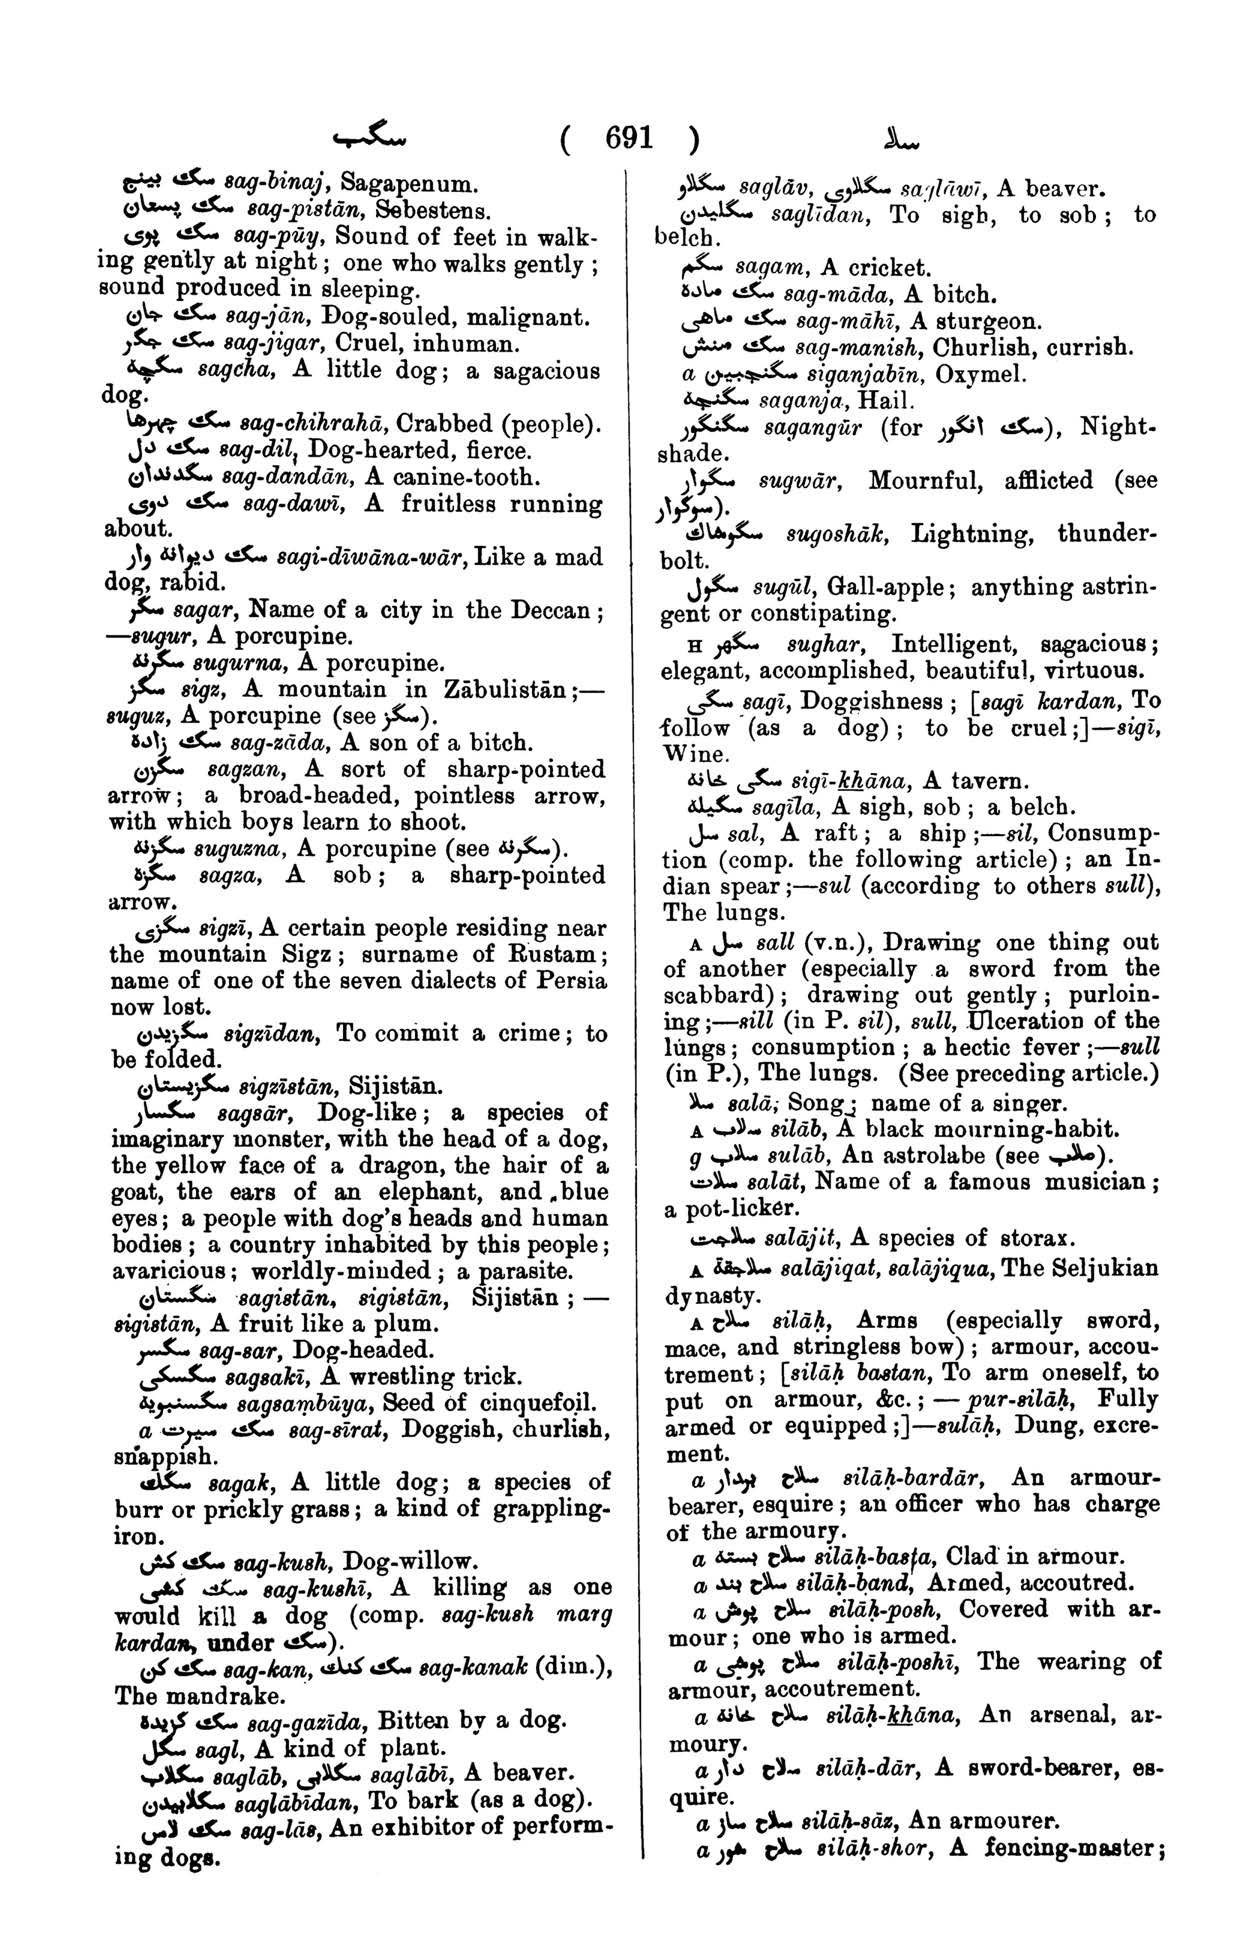 سگب ( 691 ) سلا
سگ بینج sag-binaj, Sagapenum.
سگ پستان sag-pistān, Sebestens.
سگ پوی sag-pūy, Sound of feet in walk-
ing gently at night; one who walks gently;
sound produced in sleeping.
سگ جان sag-jān, Dog-souled, malignant.
سگ جگر sag-jigar, Cruel, inhuman.
سگچه sagcha, A little dog; a sagacious
dog.
سگ چهرها sag-chihrahā, Crabbed (people).
سگ دل sag-dil, Dog-hearted, fierce.
سگدندان sag-dandān, A canine-tooth.
سگ دوی sag-dawī, A fruitless running
about.
سگ دیوانه وار sagi-dīwāna-wār, Like a mad
dog, rabid.
سگر sagar, Name of a city in the Deccan;
—sugur, A porcupine.
سگرنه sugurna, A porcupine.
سگز sigz, A mountain in Zābulistān;—
suguz, A porcupine (see سگر).
سگ زاده sag-zāda, A son of a bitch.
سگزن sagzan, A sort of sharp-pointed
arrow; a broad-headed, pointless arrow,
with which boys learn to shoot.
سگزنه suguzna, A porcupine (see سگرنه).
سگزه sagza, A sob; a sharp-pointed
arrow.
سگزی sigzī, A certain people residing near
the mountain Sigz; surname of Rustam;
name of one of the seven dialects of Persia
now lost.
سگزیدن sigzīdan, To commit a crime; to
be folded.
سگزیستان sigzīstān, Sijistān.
سگسار sagsār, Dog-like; a species of
imaginary monster, with the head of a dog,
the yellow face of a dragon, the hair of a
goat, the ears of an elephant, and blue
eyes; a people with dog's heads and human
bodies; a country inhabited by this people;
avaricious; worldly-minded; a parasite.
سگستان sagistān, sigistān, Sijistān;—
sigistān, A fruit like a plum.
سگسر sag-sar, Dog-headed.
سگسکی sagsakī, A wrestling trick.
سگسنبویه sagsaṃbūya, Seed of cinquefoil.
a سگ سیرت sag-sīrat, Doggish, churlish,
snappish.
سگک sagak, A little dog; a species of
burr or prickly grass; a kind of grappling-
iron.
سگ کش sag-kush, Dog-willow.
سگ کشی sag-kushī, A killing as one
would kill a dog (comp. sag-kush marg
kardan, under سگ).
سگ کن sag-kan, سگ کنک sag-kanak (dim.),
The mandrake.
سگ گزیده sag-gazīda, Bitten by a dog.
سگل sagl, A kind of plant.
سگلاب saglāb, سگلابی saglābī, A beaver.
سگلابیدن saglābīdan, To bark (as a dog).
سگ لاس sag-lās, An exhibitor of perform-
ing dogs.
سگلاو saglāv, سگلاوی saglāwī, A beaver.
سگلیدن saglīdan, To sigh, to sob; to
belch.
سگم sagam, A cricket.
سگ ماده sag-māda, A bitch.
سگ ماهی sag-māhī, A sturgeon.
سگ منش sag-manish, Churlish, currish.
a سگنجبین siganjabīn, Oxymel.
سگنجه saganja, Hail.
سگنگور sagangūr (for سگ انگور), Night-
shade.
سگوار sugwār, Mournful, afflicted (see
سوگوار).
سگوشاك sugoshāk, Lightning, thunder-
bolt.
سگول sugūl, Gall-apple; anything astrin-
gent or constipating.
H سگهر sughar, Intelligent, sagacious;
elegant, accomplished, beautiful, virtuous.
سگی sagī, Doggishness; [sagī kardan, To
follow (as a dog); to be cruel;]—sigī,
Wine.
سگی خانه sigī-khāna, A tavern.
سگیله sagīla, A sigh, sob; a belch.
سل sal, A raft; a ship;—sil, Consump-
tion (comp. the following article); an In-
dian spear;—sul (according to others sull),
The lungs.
A سل sall (v.n.), Drawing one thing out
of another (especially a sword from the
scabbard); drawing out gently; purloin-
ing;—sill (in P. sil), sull, Ulceration of the
lungs; consumption; a hectic fever;—sull
(in P.), The lungs. (See preceding article.)
سلا salā, Song; name of a singer.
A سلاب silāb, A black mourning-habit.
g سلاب sulāb, An astrolabe (see صلاب).
سلات salāt, Name of a famous musician;
a pot-licker.
سلاجت salājit, A species of storax.
A سلاجقة salājiqat, salājiqua, The Seljukian
dynasty.
A سلاح silāḥ, Arms (especially sword,
mace, and stringless bow); armour, accou-
trement; [silāḥ bastan, To arm oneself, to
put on armour, &c.;—pur-silāḥ, Fully
armed or equipped;]—sulāḥ, Dung, excre-
ment.
a سلاح بردار silāḥ-bardār, An armour-
bearer, esquire; an officer who has charge
of the armoury.
a سلاح بسته silāḥ-basta, Clad in armour.
a سلاح بند silāḥ-band, Armed, accoutred.
a سلاح پوش silāḥ-posh, Covered with ar-
mour; one who is armed.
a سلاح پوشی silāḥ-poshī, The wearing of
armour, accoutrement.
a سلاح خانه silāḥ-khāna, An arsenal, ar-
moury.
a سلاح دار silāḥ-dār, A sword-bearer, es-
quire.
a سلاح ساز silāḥ-sāz, An armourer.
a سلاح شور silāḥ-shor, A fencing-master;